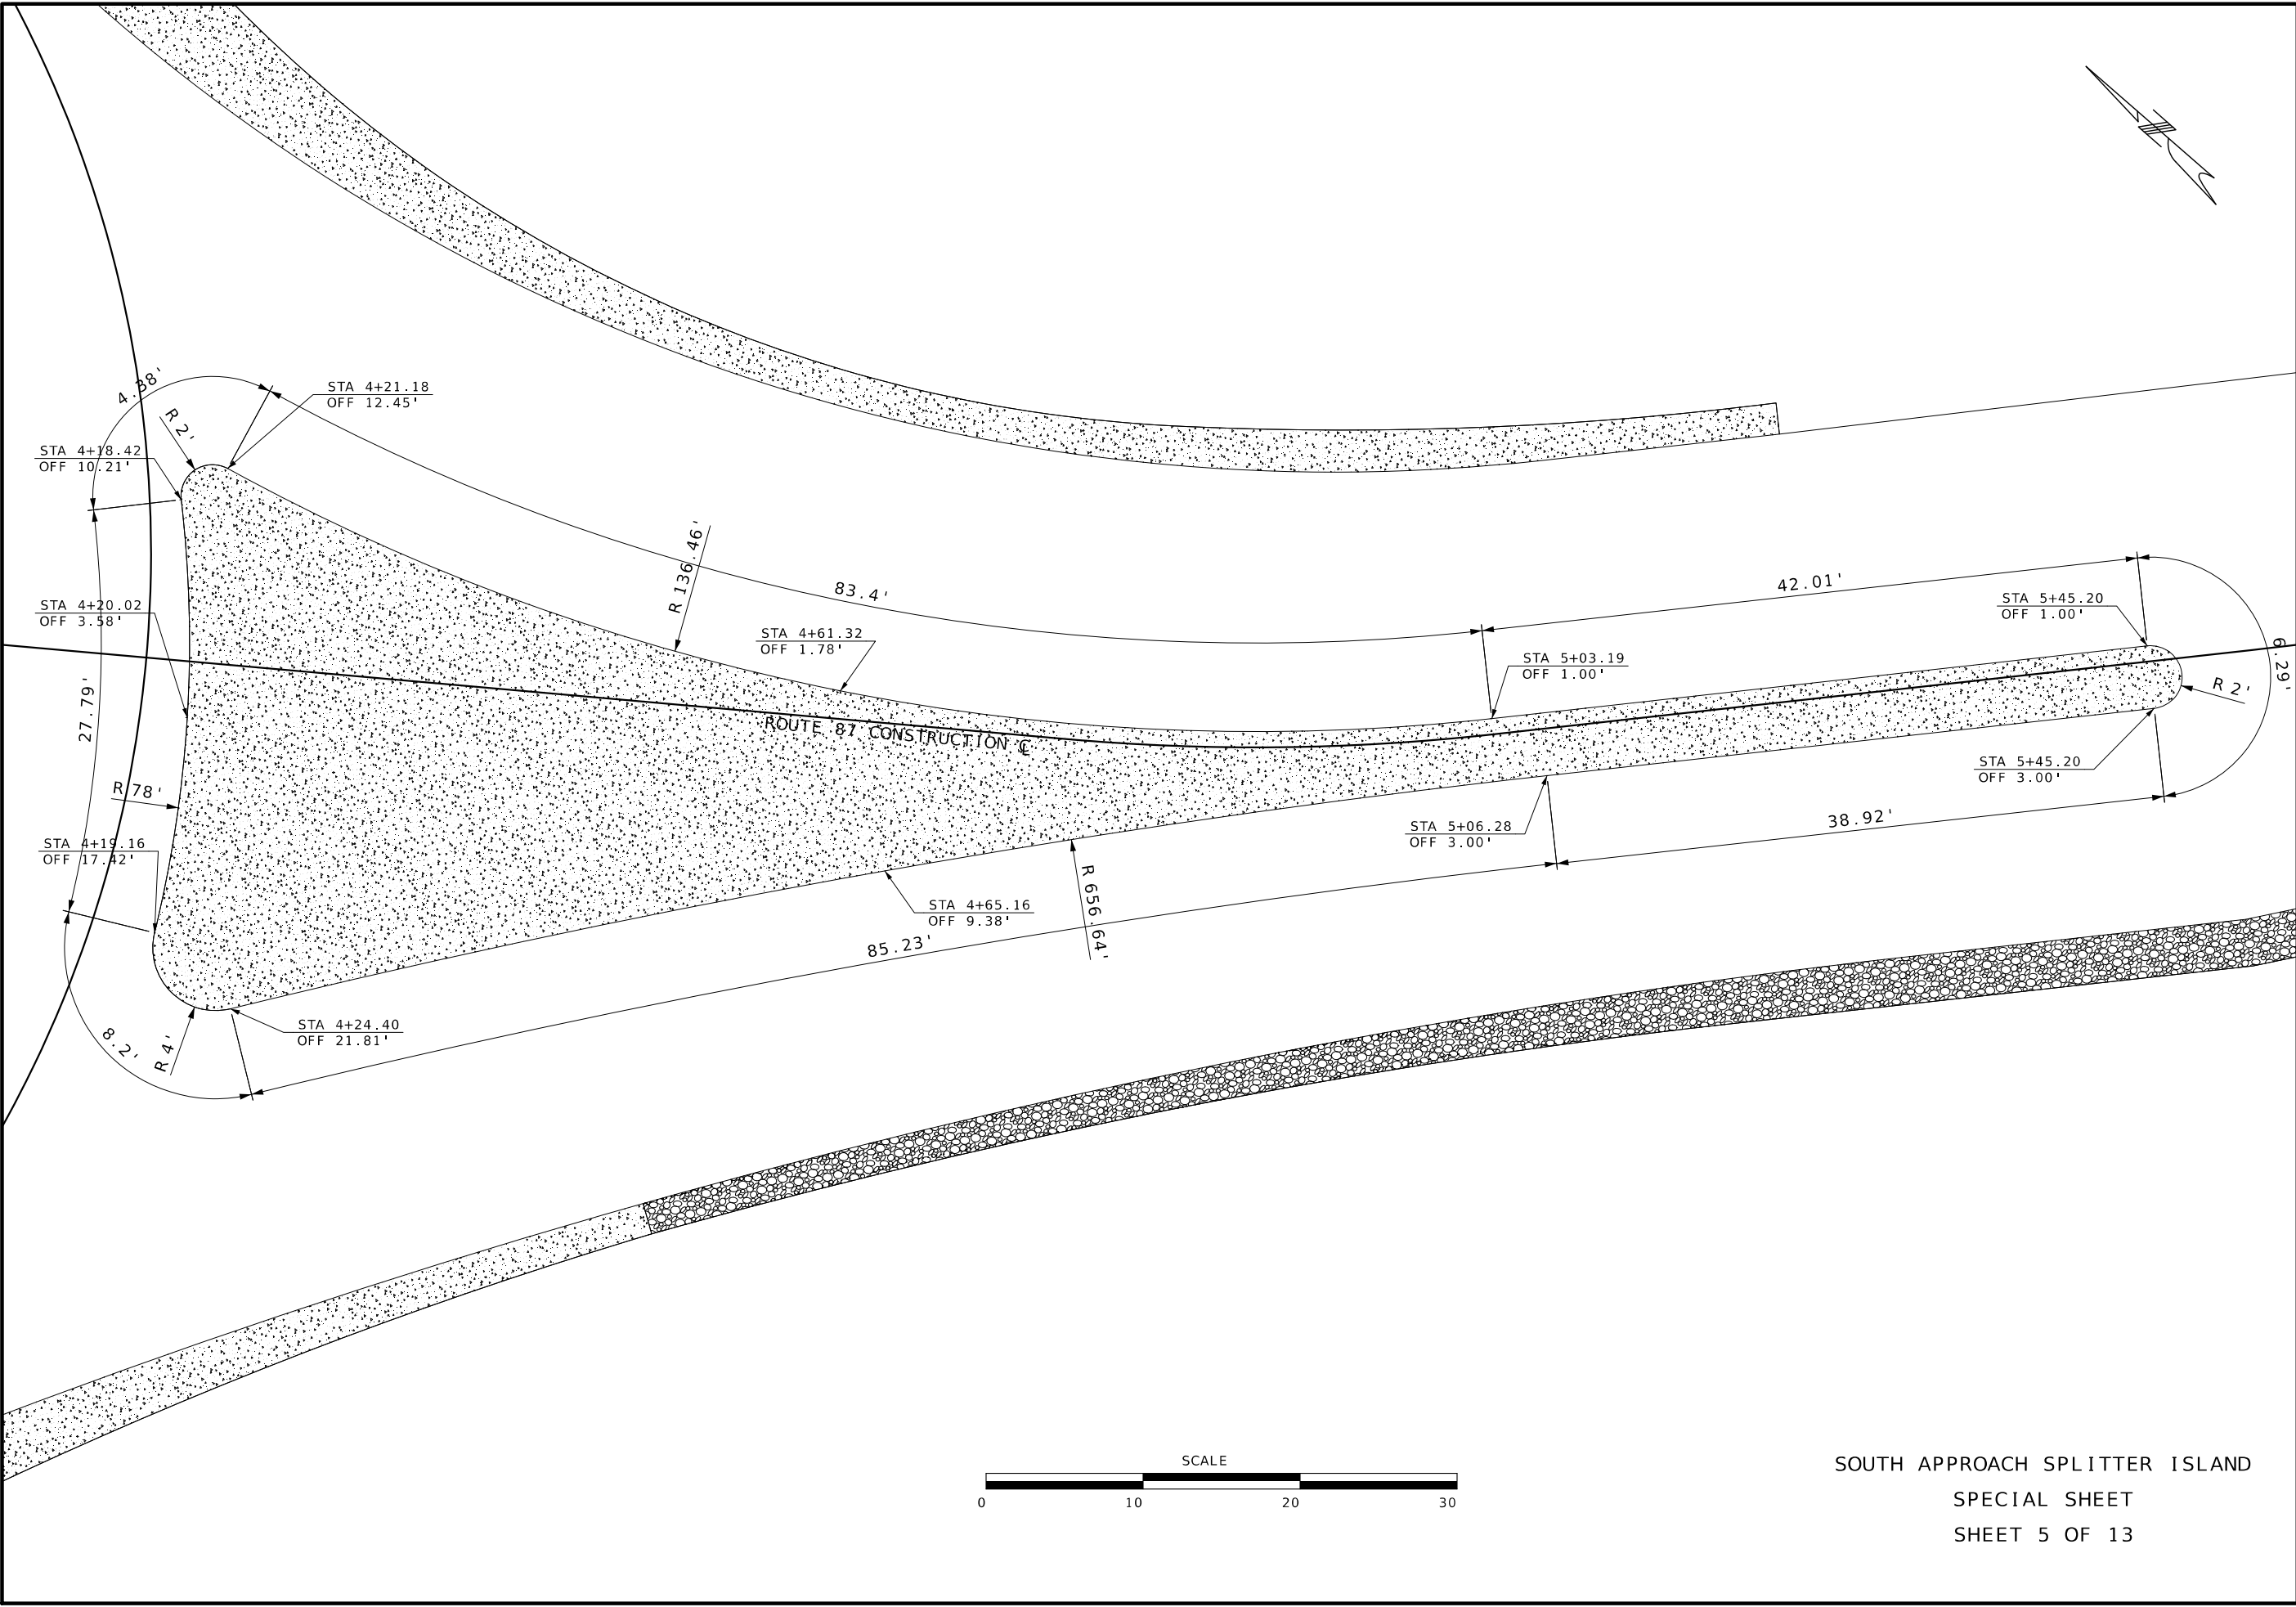 4.38'
R 2'
STA 4+21.18
OFF 12.45'
STA 4+18.42
OFF 10.21'
R 136.46'
83.4'
42.01'
STA 4+20.02
OFF 3.58'
STA 4+61.32
OFF 1.78'
STA 5+45.20
OFF 1.00'
STA 5+03.19
OFF 1.00'
6.29'
R 2'
27.79'
ROUTE 87 CONSTRUCTION ℄
R 78'
STA 5+45.20
OFF 3.00'
STA 4+19.16
OFF 17.42'
STA 5+06.28
OFF 3.00'
38.92'
R 656.64'
STA 4+65.16
OFF 9.38'
85.23'
8.2'
R 4'
STA 4+24.40
OFF 21.81'
SCALE
0 10 20 30
SOUTH APPROACH SPLITTER ISLAND
SPECIAL SHEET
SHEET 5 OF 13